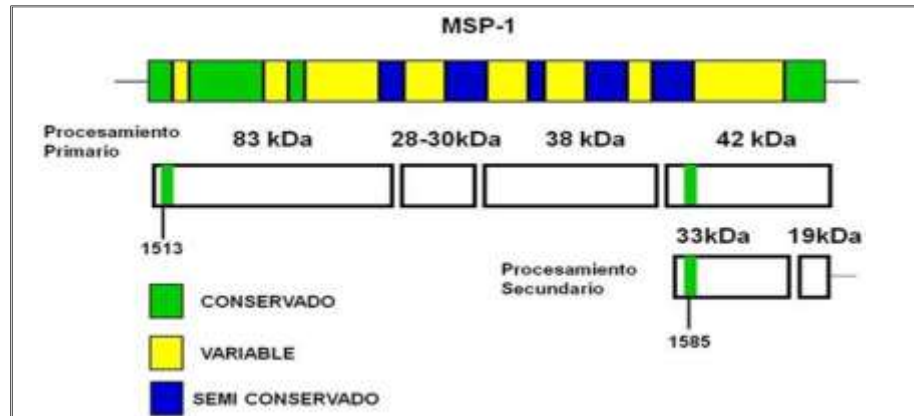 MSP-1
Procesamiento
Primario
83 kDa
28-30kDa
38 kDa
42 kDa
1513
33kDa
19kDa
Procesamiento
Secundario
1585
CONSERVADO
VARIABLE
SEMI CONSERVADO